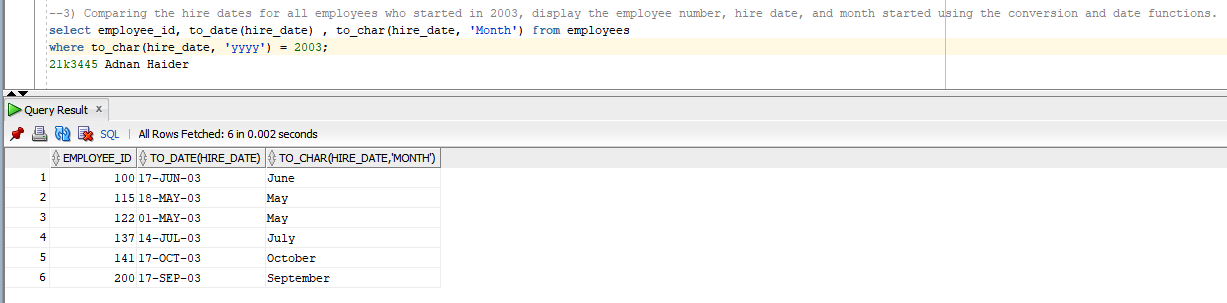 --3) Comparing the hire dates for all employees who started in 2003, display the employee number, hire date, and month started using the conversion and date functions.
select employee_id, to_date(hire_date) , to_char(hire_date, 'Month') from employees
where to_char(hire_date, 'yyyy') = 2003;
21k3445 Adnan Haider
Query Result x
SQL | All Rows Fetched: 6 in 0.002 seconds
EMPLOYEE_ID TO_DATE(HIRE_DATE) TO_CHAR(HIRE_DATE,'MONTH')
1 100 17-JUN-03 June
2 115 18-MAY-03 May
3 122 01-MAY-03 May
4 137 14-JUL-03 July
5 141 17-OCT-03 October
6 200 17-SEP-03 September